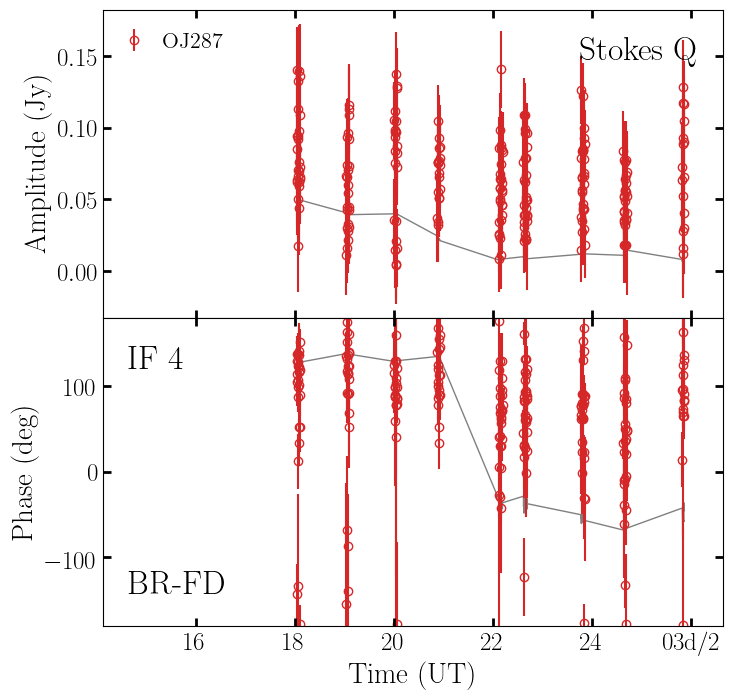 OJ287
Stokes Q
0.15
0.10
0.05
0.00
Amplitude (Jy)
IF 4
100
0
−100
Phase (deg)
BR-FD
16 18 20 22 24 03d/2
Time (UT)